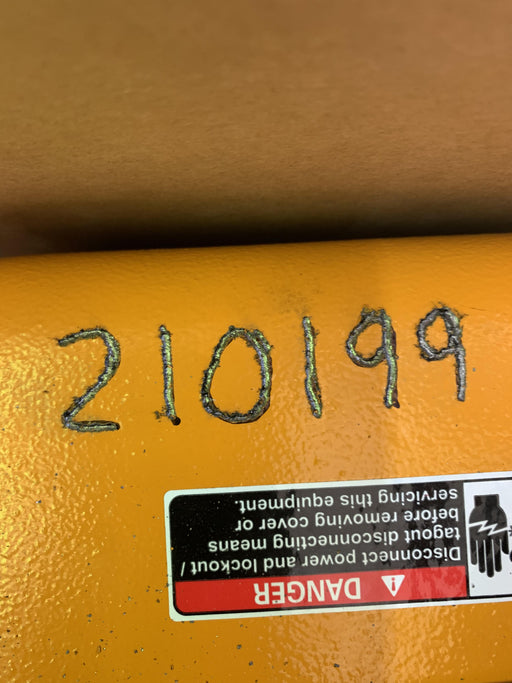 210199
DANGER
Disconnect power and lockout /
tagout disconnecting means
before removing cover or
servicing this equipment.